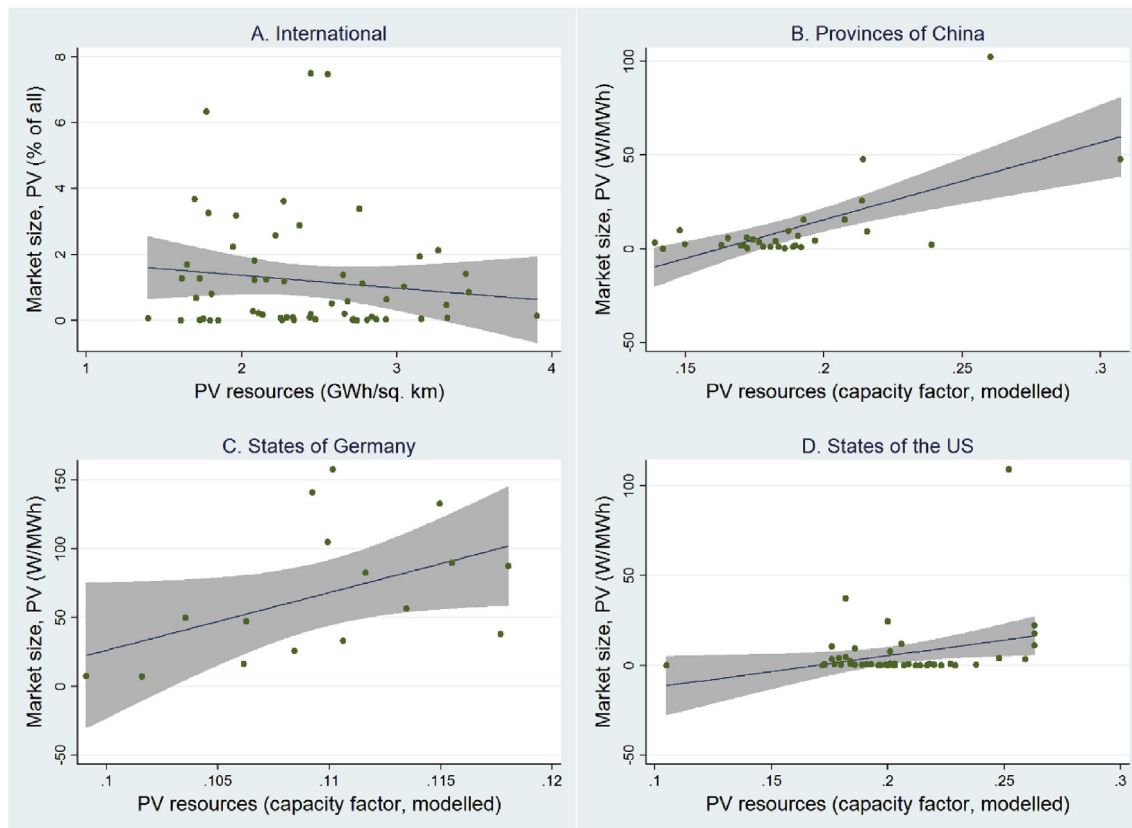 A. International
Market size, PV (% of all)
8
6
4
2
0
1 2 3 4
PV resources (GWh/sq. km)
B. Provinces of China
Market size, PV (W/MWh)
100
50
0
-50
.15 .2 .25 .3
PV resources (capacity factor, modelled)
C. States of Germany
Market size, PV (W/MWh)
150
100
50
0
-50
.1 .105 .11 .115 .12
PV resources (capacity factor, modelled)
D. States of the US
Market size, PV (W/MWh)
100
50
0
-50
.1 .15 .2 .25 .3
PV resources (capacity factor, modelled)